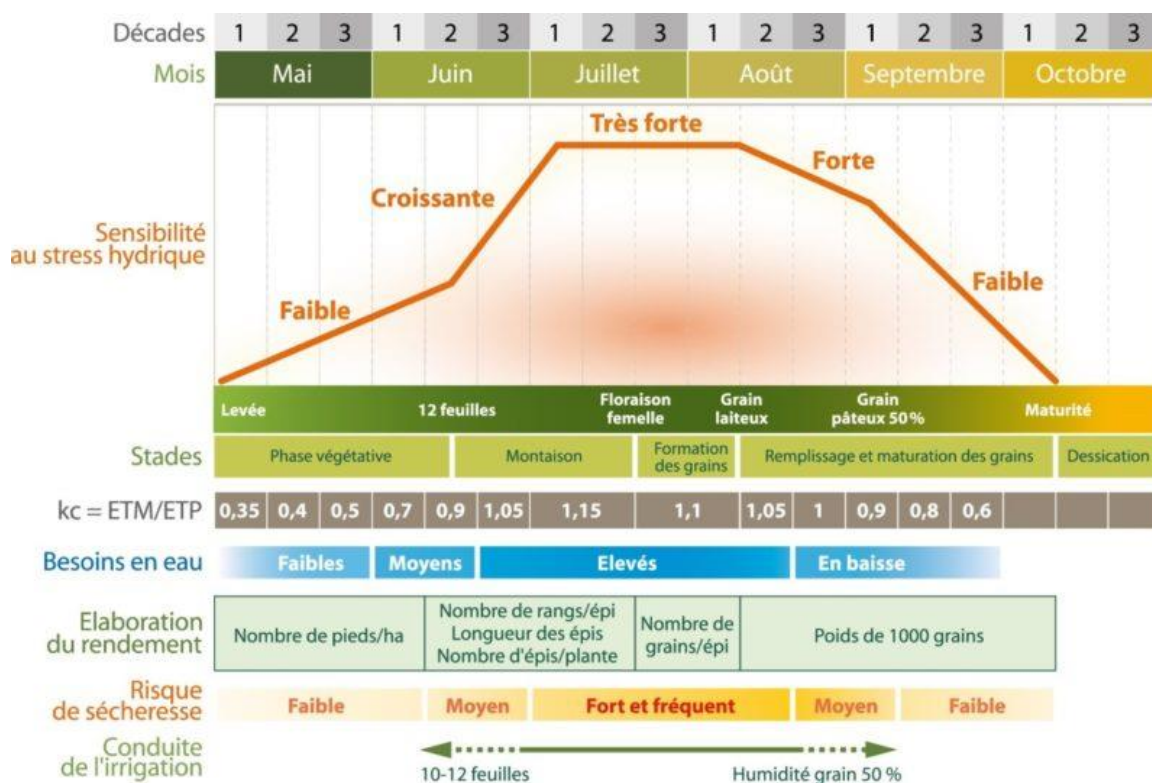 Décades 1 2 3 1 2 3 1 2 3 1 2 3 1 2 3 1 2 3
Mois Mai Juin Juillet Août Septembre Octobre
Très forte
Forte
Croissante
Sensibilité
au stress hydrique
Faible
Faible
Levée 12 feuilles Floraison femelle Grain laiteux Grain pâteux 50% Maturité
Stades Phase végétative Montaison Formation des grains Remplissage et maturation des grains Dessication
kc = ETM/ETP 0,35 0,4 0,5 0,7 0,9 1,05 1,15 1,1 1,05 1 0,9 0,8 0,6
Besoins en eau Faibles Moyens Elevés En baisse
Elaboration
du rendement
Nombre de pieds/ha
Nombre de rangs/épi
Longueur des épis
Nombre d'épis/plante
Nombre de
grains/épi
Poids de 1000 grains
Risque
de sécheresse
Faible Moyen Fort et fréquent Moyen Faible
Conduite
de l'irrigation
10-12 feuilles Humidité grain 50 %